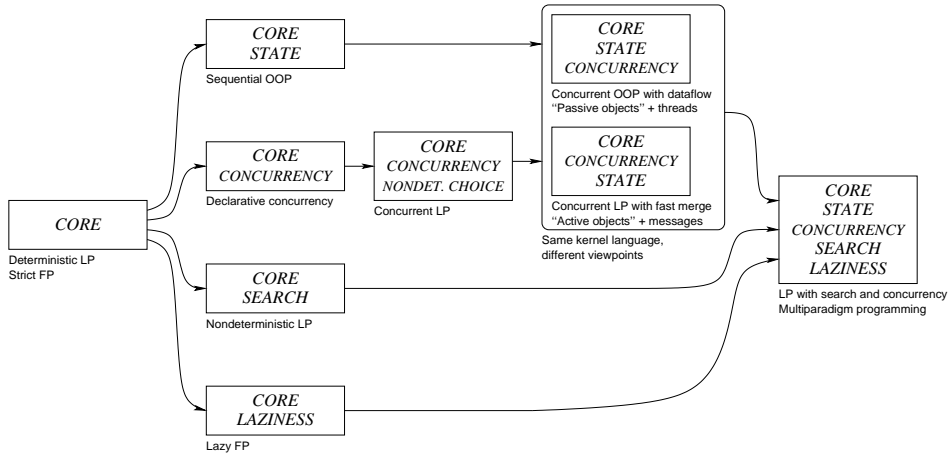 CORE
Deterministic LP
Strict FP
CORE
STATE
Sequential OOP
CORE
CONCURRENCY
Declarative concurrency
CORE
SEARCH
Nondeterministic LP
CORE
LAZINESS
Lazy FP
CORE
CONCURRENCY
NONDET. CHOICE
Concurrent LP
CORE
STATE
CONCURRENCY
Concurrent OOP with dataflow
“Passive objects” + threads
CORE
CONCURRENCY
STATE
Concurrent LP with fast merge
“Active objects” + messages
Same kernel language,
different viewpoints
CORE
STATE
CONCURRENCY
SEARCH
LAZINESS
LP with search and concurrency
Multiparadigm programming